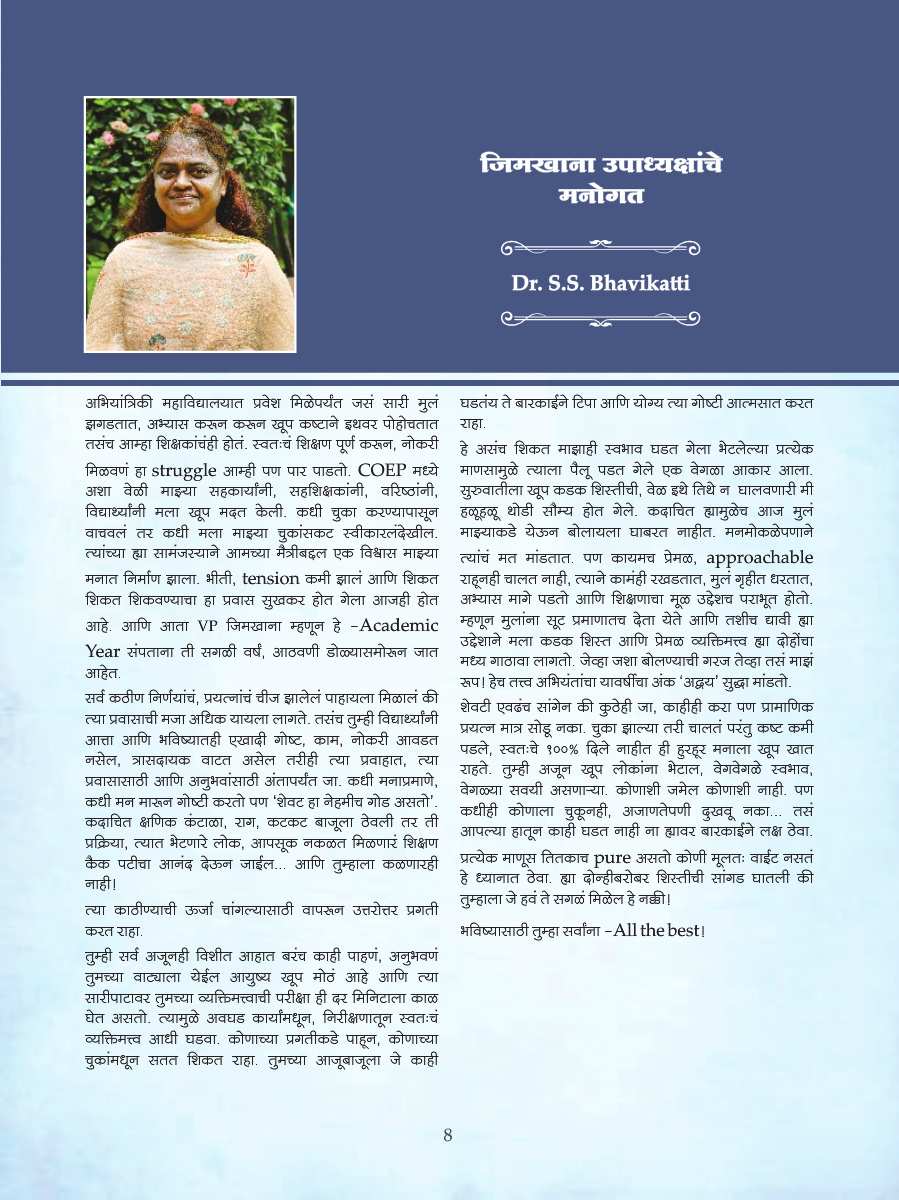 जिमखाना उपाध्यक्षांचे
मनोगत
Dr. S.S. Bhavikatti
अभियांत्रिकी महाविद्यालयात प्रवेश मिळेपर्यंत जसं सारी मुलं
झगडतात, अभ्यास करून करून खूप कष्टाने इथवर पोहोचतात
तसंच आम्हा शिक्षकांचंही होतं. स्वतःचं शिक्षण पूर्ण करून, नोकरी
मिळवणं हा struggle आम्ही पण पार पाडतो. COEP मध्ये
अशा वेळी माझ्या सहकार्यांनी, सहशिक्षकांनी, वरिष्ठांनी,
विद्यार्थ्यांनी मला खूप मदत केली. कधी चुका करण्यापासून
वाचवलं तर कधी मला माझ्या चुकांसकट स्वीकारलंदेखील.
त्यांच्या ह्या सामंजस्याने आमच्या मैत्रीबद्दल एक विश्वास माझ्या
मनात निर्माण झाला. भीती, tension कमी झालं आणि शिकत
शिकत शिकवण्याचा हा प्रवास सुखकर होत गेला आजही होत
आहे. आणि आता VP जिमखाना म्हणून हे –Academic
Year संपताना ती सगळी वर्षं, आठवणी डोळ्यासमोरून जात
आहेत.
सर्व कठीण निर्णयांचं, प्रयत्नांचं चीज झालेलं पाहायला मिळालं की
त्या प्रवासाची मजा अधिक यायला लागते. तसंच तुम्ही विद्यार्थ्यांनी
आत्ता आणि भविष्यातही एखादी गोष्ट, काम, नोकरी आवडत
नसेल, त्रासदायक वाटत असेल तरीही त्या प्रवाहात, त्या
प्रवासासाठी आणि अनुभवांसाठी अंतापर्यंत जा. कधी मनाप्रमाणे,
कधी मन मारून गोष्टी करतो पण ‘शेवट हा नेहमीच गोड असतो’.
कदाचित क्षणिक कंटाळा, राग, कटकट बाजूला ठेवली तर ती
प्रक्रिया, त्यात भेटणारे लोक, आपसूक नकळत मिळणारं शिक्षण
कैक पटीचा आनंद देऊन जाईल... आणि तुम्हाला कळणारही
नाही!
त्या काठीण्याची ऊर्जा चांगल्यासाठी वापरून उत्तरोत्तर प्रगती
करत राहा.
तुम्ही सर्व अजूनही विशीत आहात बरंच काही पाहणं, अनुभवणं
तुमच्या वाट्याला येईल आयुष्य खूप मोठं आहे आणि त्या
सारीपाटावर तुमच्या व्यक्तिमत्त्वाची परीक्षा ही दर मिनिटाला काळ
घेत असतो. त्यामुळे अवघड कार्यांमधून, निरीक्षणातून स्वतःचं
व्यक्तिमत्त्व आधी घडवा. कोणाच्या प्रगतीकडे पाहून, कोणाच्या
चुकांमधून सतत शिकत राहा. तुमच्या आजूबाजूला जे काही
घडतंय ते बारकाईने टिपा आणि योग्य त्या गोष्टी आत्मसात करत
राहा.
हे असंच शिकत माझाही स्वभाव घडत गेला भेटलेल्या प्रत्येक
माणसामुळे त्याला पैलू पडत गेले एक वेगळा आकार आला.
सुरुवातीला खूप कडक शिस्तीची, वेळ इथे तिथे न घालवणारी मी
हळूहळू थोडी सौम्य होत गेले. कदाचित ह्यामुळेच आज मुलं
माझ्याकडे येऊन बोलायला घाबरत नाहीत. मनमोकळेपणाने
त्यांचं मत मांडतात. पण कायमच प्रेमळ, approachable
राहूनही चालत नाही, त्याने कामंही रखडतात, मुलं गृहीत धरतात,
अभ्यास मागे पडतो आणि शिक्षणाचा मूळ उद्देशच पराभूत होतो.
म्हणून मुलांना सूट प्रमाणातच देता येते आणि तशीच द्यावी ह्या
उद्देशाने मला कडक शिस्त आणि प्रेमळ व्यक्तिमत्त्व ह्या दोहोंचा
मध्य गाठावा लागतो. जेव्हा जशा बोलण्याची गरज तेव्हा तसं माझं
रूप! हेच तत्त्व अभियंतांचा यावर्षीचा अंक ‘अद्वय’ सुद्धा मांडतो.
शेवटी एवढंच सांगेन की कुठेही जा, काहीही करा पण प्रामाणिक
प्रयत्न मात्र सोडू नका. चुका झाल्या तरी चालतं परंतु कष्ट कमी
पडले, स्वतःचे १००% दिले नाहीत ही हुरहूर मनाला खूप खात
राहते. तुम्ही अजून खूप लोकांना भेटाल, वेगवेगळे स्वभाव,
वेगळ्या सवयी असणाऱ्या. कोणाशी जमेल कोणाशी नाही. पण
कधीही कोणाला चुकूनही, अजाणतेपणी दुखवू नका... तसं
आपल्या हातून काही घडत नाही ना ह्यावर बारकाईने लक्ष ठेवा.
प्रत्येक माणूस तितकाच pure असतो कोणी मूलतः वाईट नसतं
हे ध्यानात ठेवा. ह्या दोन्हीबरोबर शिस्तीची सांगड घातली की
तुम्हाला जे हवं ते सगळं मिळेल हे नक्की!
भविष्यासाठी तुम्हा सर्वांना –All the best!
8